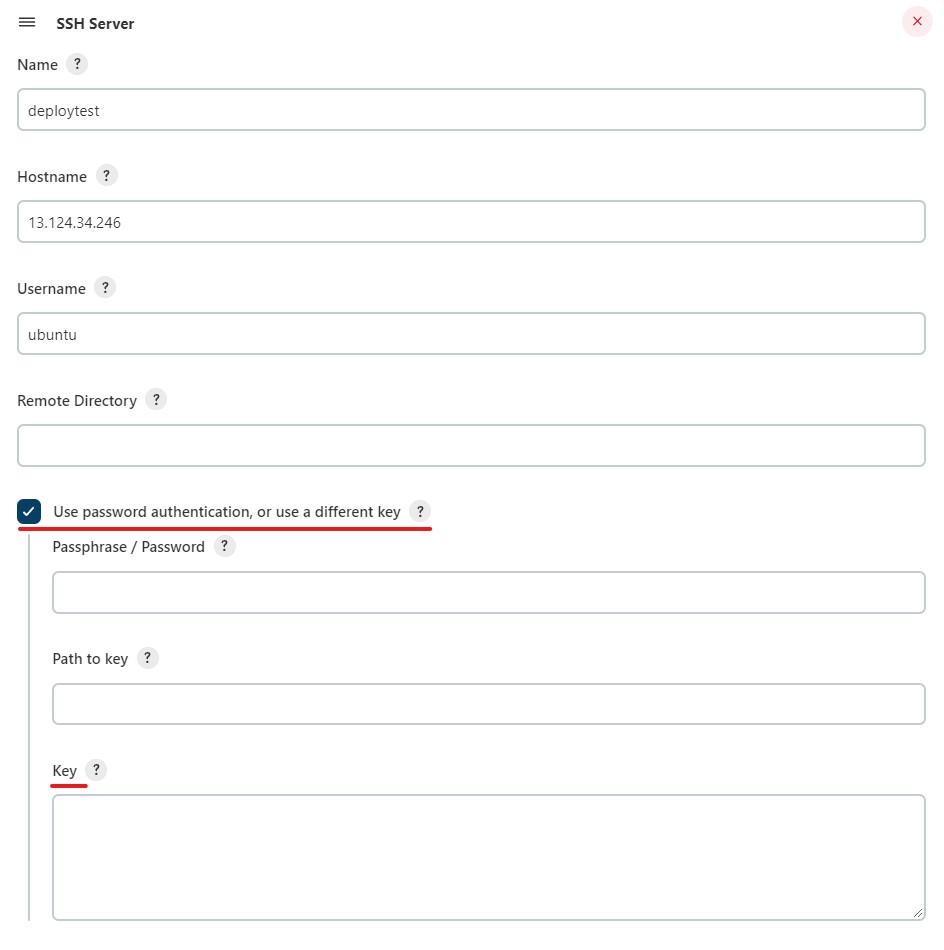 SSH Server
Name ?
deploytest
Hostname ?
13.124.34.246
Username ?
ubuntu
Remote Directory ?
Use password authentication, or use a different key ?
Passphrase / Password ?
Path to key ?
Key ?